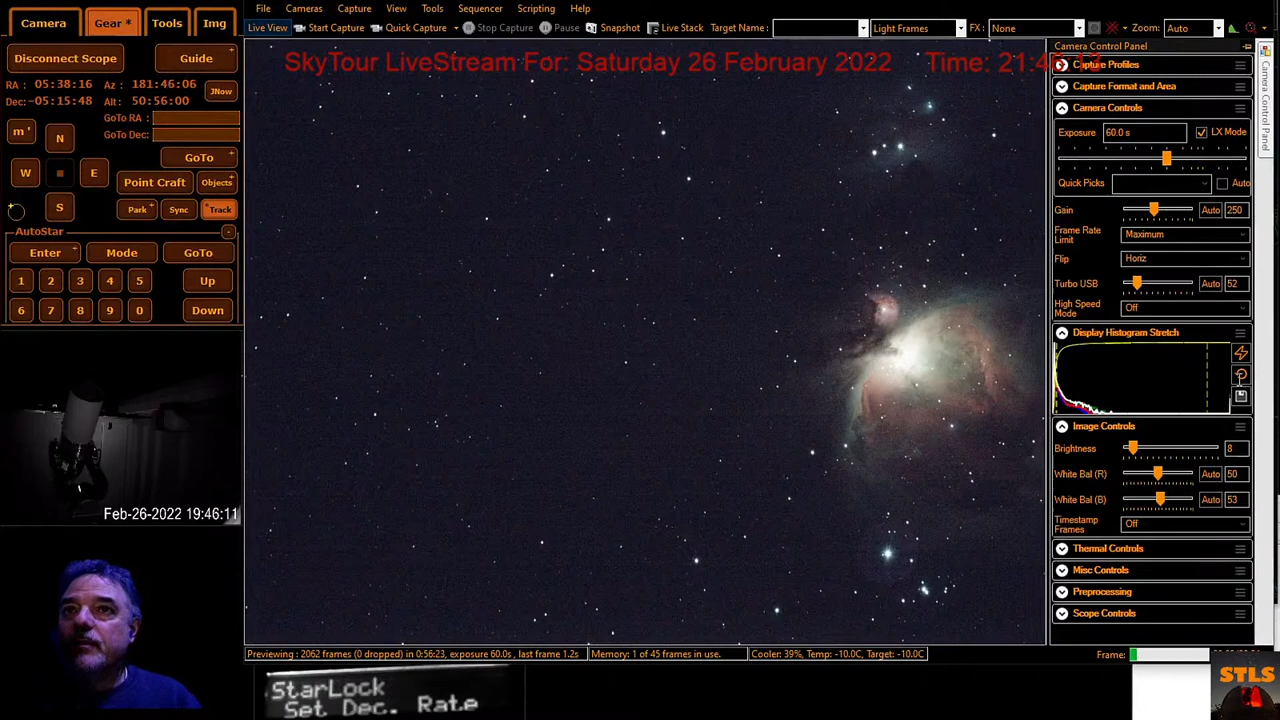 Camera Gear * Tools Img
File Cameras Capture View Tools Sequencer Scripting Help
Live View Start Capture Capture Quick Capture Stop Capture Pause Snapshot Live Stack Target Name : Light Frames FX : None Zoom: Auto
Disconnect Scope Guide
SkyTour LiveStream For Saturday 26 February 2022 Time: 21:46:13
RA : 05:38:16 Az : 181:46:06
Dec: -05:15:48 Alt: 50:56:00
JNow
GoTo RA :
GoTo Dec:
m '
N
GoTo
W E
Point Craft Objects
S
Park Sync Track
AutoStar -
Enter Mode GoTo
1 2 3 4 5 Up
6 7 8 9 0 Down
Feb-26-2022 19:46:11
Camera Control Panel
Camera Control Panel
Capture Profiles
Capture Format and Area
Camera Controls
Exposure 60.0 s LX Mode
Quick Picks Auto
Gain Auto 250
Frame Rate Limit Maximum
Flip Horiz
Turbo USB Auto 52
High Speed Mode Off
Display Histogram Stretch
Image Controls
Brightness 8
White Bal (R) Auto 50
White Bal (B) Auto 53
Timestamp Frames Off
Thermal Controls
Misc Controls
Preprocessing
Scope Controls
Previewing : 2062 frames (0 dropped) in 0:56:23, exposure 60.0s , last frame 1.2s
Memory: 1 of 45 frames in use.
Cooler: 39%, Temp: -10.0C, Target: -10.0C
Frame:
StarLock
Set Dec. Rate
STLS